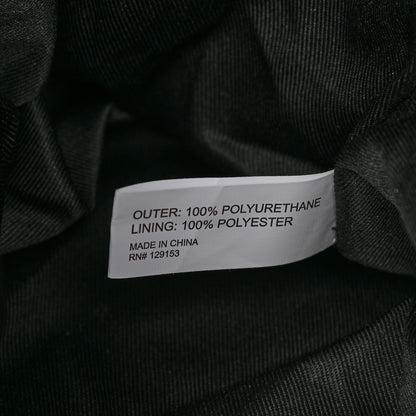 OUTER: 100% POLYURETHANE
LINING: 100% POLYESTER
MADE IN CHINA
RN# 129153